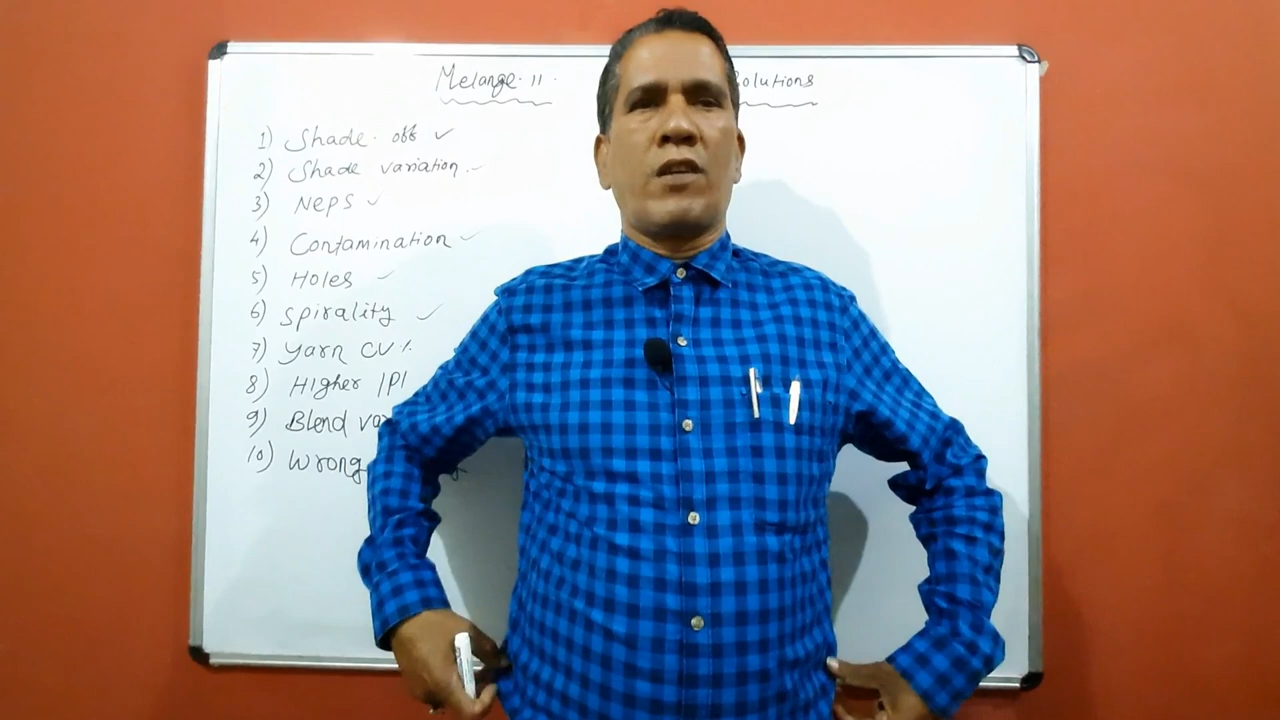 Melange. 11. Solutions
1) Shade. off ✓
2) Shade variation. ✓
3) Neps ✓
4) Contamination ✓
5) Holes ✓
6) Spirality ✓
7) Yarn CV%
8) Higher IPI
9) Blend var
10) Wrong